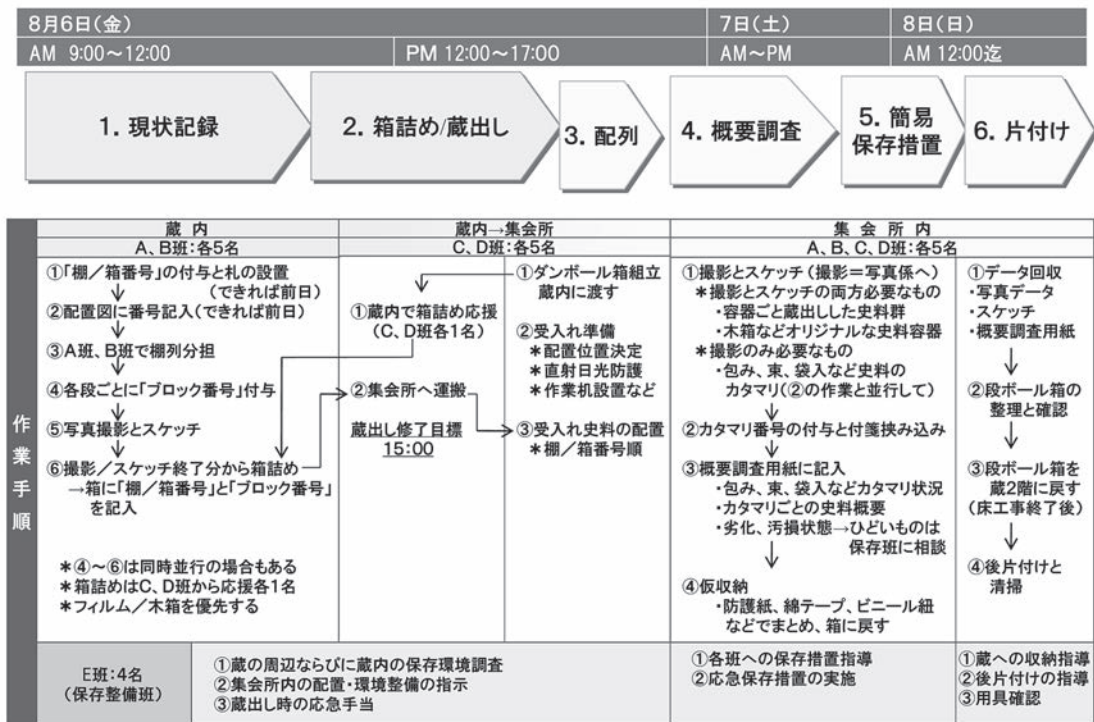 8月6日(金)
7日(土)
8日(日)
AM 9:00～12:00
PM 12:00～17:00
AM～PM
AM 12:00迄
1. 現状記録
2. 箱詰め/蔵出し
3. 配列
4. 概要調査
5. 簡易
保存措置
6. 片付け
作業手順
蔵 内
A、B班:各5名
①「棚／箱番号」の付与と札の設置
(できれば前日)
②配置図に番号記入(できれば前日)
③A班、B班で棚列分担
④各段ごとに「ブロック番号」付与
⑤写真撮影とスケッチ
⑥撮影／スケッチ終了分から箱詰め
→箱に「棚／箱番号」と「ブロック番号」
を記入
＊④～⑥は同時並行の場合もある
＊箱詰めはC、D班から応援各1名
＊フィルム／木箱を優先する
蔵内→集会所
C、D班:各5名
①蔵内で箱詰め応援
(C、D班各1名)
②集会所へ運搬
蔵出し修了目標
15:00
①ダンボール箱組立
蔵内に渡す
②受入れ準備
＊配置位置決定
＊直射日光防護
＊作業机設置など
③受入れ史料の配置
＊棚／箱番号順
集 会 所 内
A、B、C、D班:各5名
①撮影とスケッチ(撮影＝写真係へ)
＊撮影とスケッチの両方必要なもの
・容器ごと蔵出しした史料群
・木箱などオリジナルな史料容器
＊撮影のみ必要なもの
・包み、束、袋入など史料の
カタマリ(②の作業と並行して)
②カタマリ番号の付与と付箋挟み込み
③概要調査用紙に記入
・包み、束、袋入などカタマリ状況
・カタマリごとの史料概要
・劣化、汚損状態→ひどいものは
保存班に相談
④仮収納
・防護紙、綿テープ、ビニール紐
などでまとめ、箱に戻す
①データ回収
・写真データ
・スケッチ
・概要調査用紙
②段ボール箱の
整理と確認
③段ボール箱を
蔵2階に戻す
(床工事終了後)
④後片付けと
清掃
E班:4名
(保存整備班)
①蔵の周辺ならびに蔵内の保存環境調査
②集会所内の配置・環境整備の指示
③蔵出し時の応急手当
①各班への保存措置指導
②応急保存措置の実施
①蔵への収納指導
②後片付けの指導
③用具確認